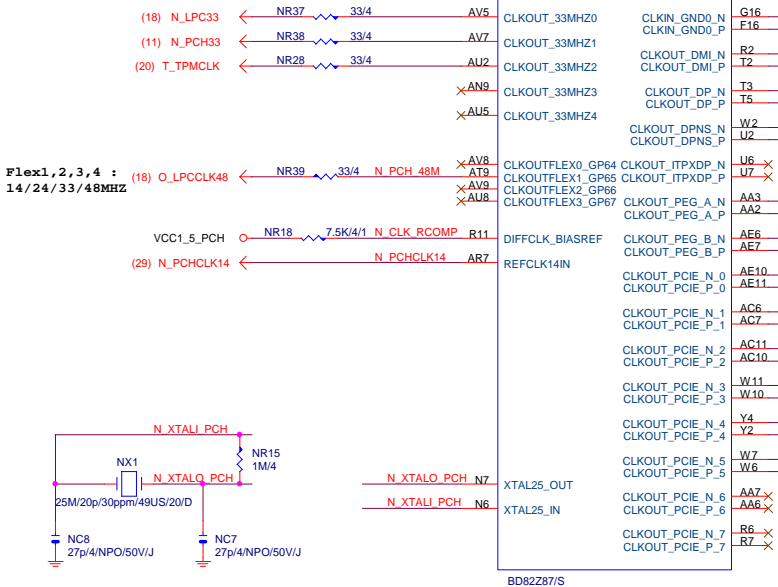 (18) N_LPC33 NR37 33/4 AV5 CLKOUT_33MHZ0 CLKIN_GND0_N G16
CLKIN_GND0_P F16
(11) N_PCH33 NR38 33/4 AV7 CLKOUT_33MHZ1
CLKOUT_DMI_N R2
(20) T_TPMCLK NR28 33/4 AU2 CLKOUT_33MHZ2 CLKOUT_DMI_P T2
AN9 CLKOUT_33MHZ3 CLKOUT_DP_N T3
CLKOUT_DP_P T5
AU5 CLKOUT_33MHZ4
CLKOUT_DPNS_N W2
CLKOUT_DPNS_P U2
AV8 CLKOUTFLEX0_GP64 CLKOUT_ITPXDP_N U6
Flex1,2,3,4 : (18) O_LPCCLK48 NR39 33/4 N_PCH_48M AT9 CLKOUTFLEX1_GP65 CLKOUT_ITPXDP_P U7
14/24/33/48MHZ AV9 CLKOUTFLEX2_GP66
AU8 CLKOUTFLEX3_GP67 CLKOUT_PEG_A_N AA3
CLKOUT_PEG_A_P AA2
VCC1_5_PCH NR18 7.5K/4/1 N_CLK_RCOMP R11 DIFFCLK_BIASREF CLKOUT_PEG_B_N AE6
CLKOUT_PEG_B_P AE7
(29) N_PCHCLK14 N_PCHCLK14 AR7 REFCLK14IN
CLKOUT_PCIE_N_0 AE10
CLKOUT_PCIE_P_0 AE11
CLKOUT_PCIE_N_1 AC6
CLKOUT_PCIE_P_1 AC7
CLKOUT_PCIE_N_2 AC11
CLKOUT_PCIE_P_2 AC10
CLKOUT_PCIE_N_3 W11
CLKOUT_PCIE_P_3 W10
N_XTALI_PCH CLKOUT_PCIE_N_4 Y4
CLKOUT_PCIE_P_4 Y2
NR15
1M/4
NX1 CLKOUT_PCIE_N_5 W7
N_XTALO_PCH N_XTALO_PCH N7 XTAL25_OUT CLKOUT_PCIE_P_5 W6
25M/20p/30ppm/49US/20/D CLKOUT_PCIE_N_6 AA7
N_XTALI_PCH N6 XTAL25_IN CLKOUT_PCIE_P_6 AA6
NC8 NC7 CLKOUT_PCIE_N_7 R6
27p/4/NPO/50V/J 27p/4/NPO/50V/J CLKOUT_PCIE_P_7 R7
BD82Z87/S